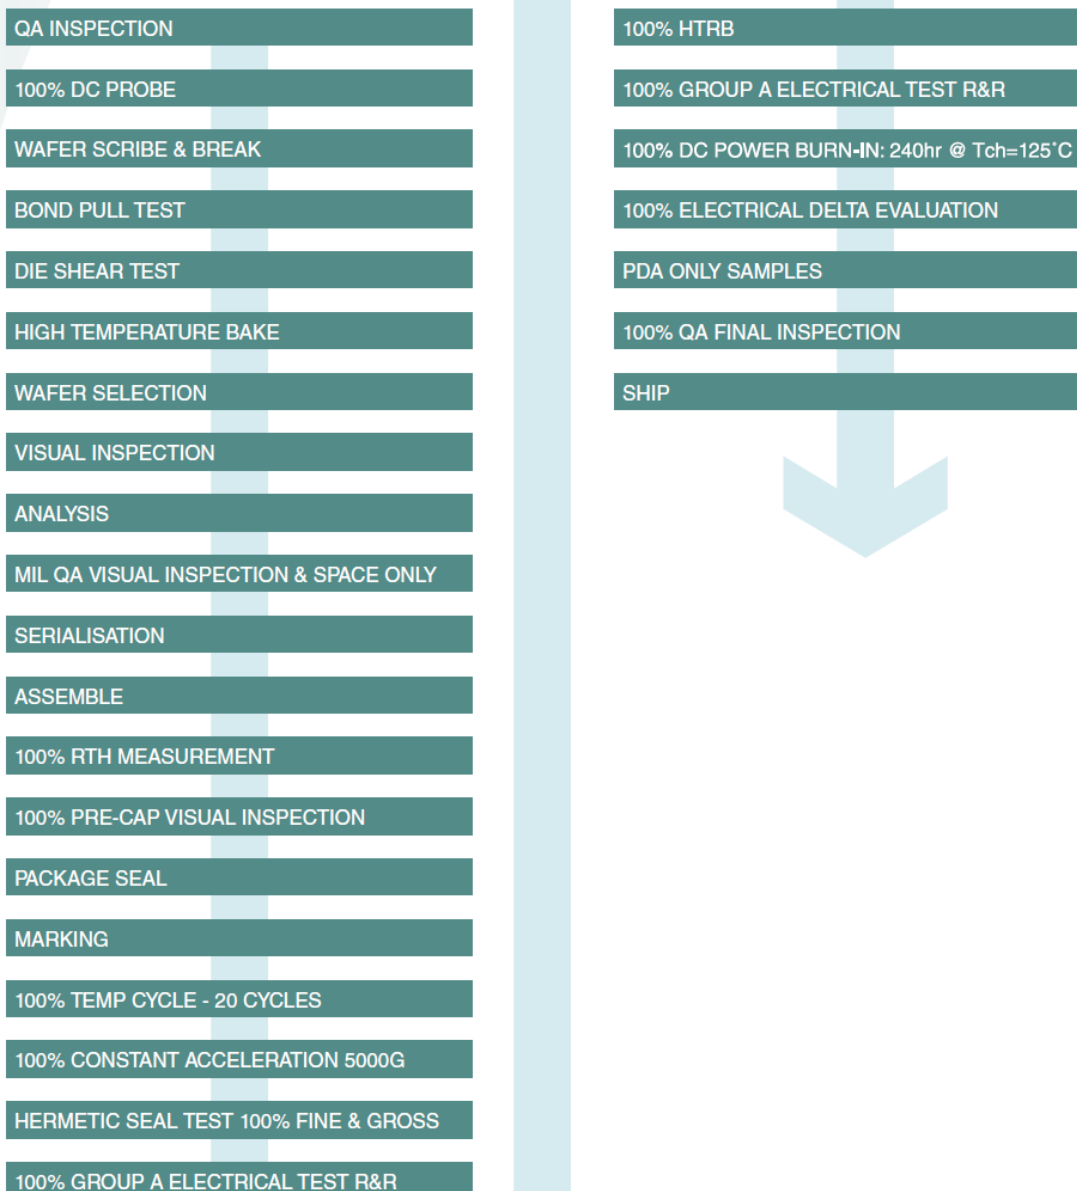 QA INSPECTION
100% DC PROBE
WAFER SCRIBE & BREAK
BOND PULL TEST
DIE SHEAR TEST
HIGH TEMPERATURE BAKE
WAFER SELECTION
VISUAL INSPECTION
ANALYSIS
MIL QA VISUAL INSPECTION & SPACE ONLY
SERIALISATION
ASSEMBLE
100% RTH MEASUREMENT
100% PRE-CAP VISUAL INSPECTION
PACKAGE SEAL
MARKING
100% TEMP CYCLE - 20 CYCLES
100% CONSTANT ACCELERATION 5000G
HERMETIC SEAL TEST 100% FINE & GROSS
100% GROUP A ELECTRICAL TEST R&R
100% HTRB
100% GROUP A ELECTRICAL TEST R&R
100% DC POWER BURN-IN: 240hr @ Tch=125˚C
100% ELECTRICAL DELTA EVALUATION
PDA ONLY SAMPLES
100% QA FINAL INSPECTION
SHIP